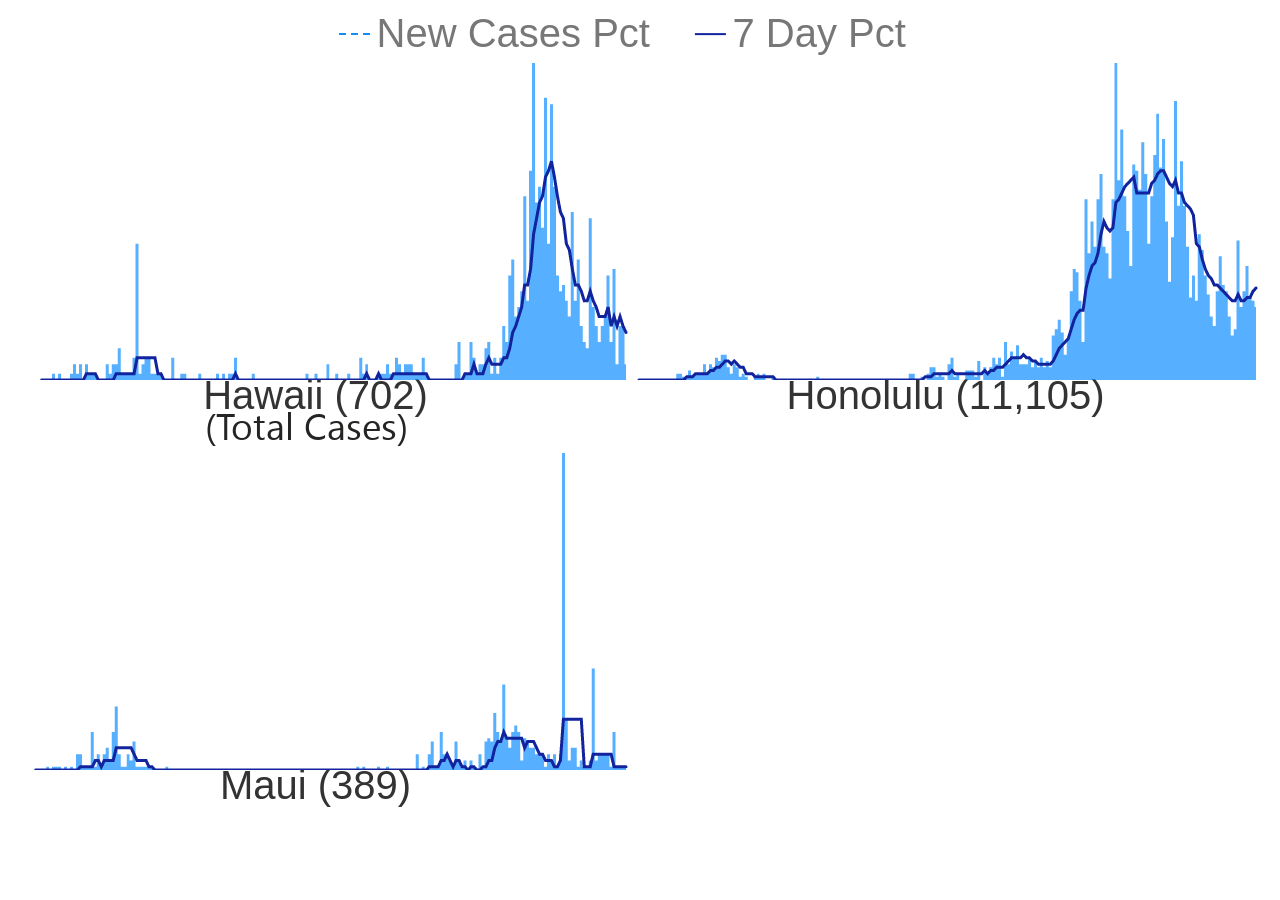 New Cases Pct 7 Day Pct
Hawaii (702)
(Total Cases)
Honolulu (11,105)
Maui (389)